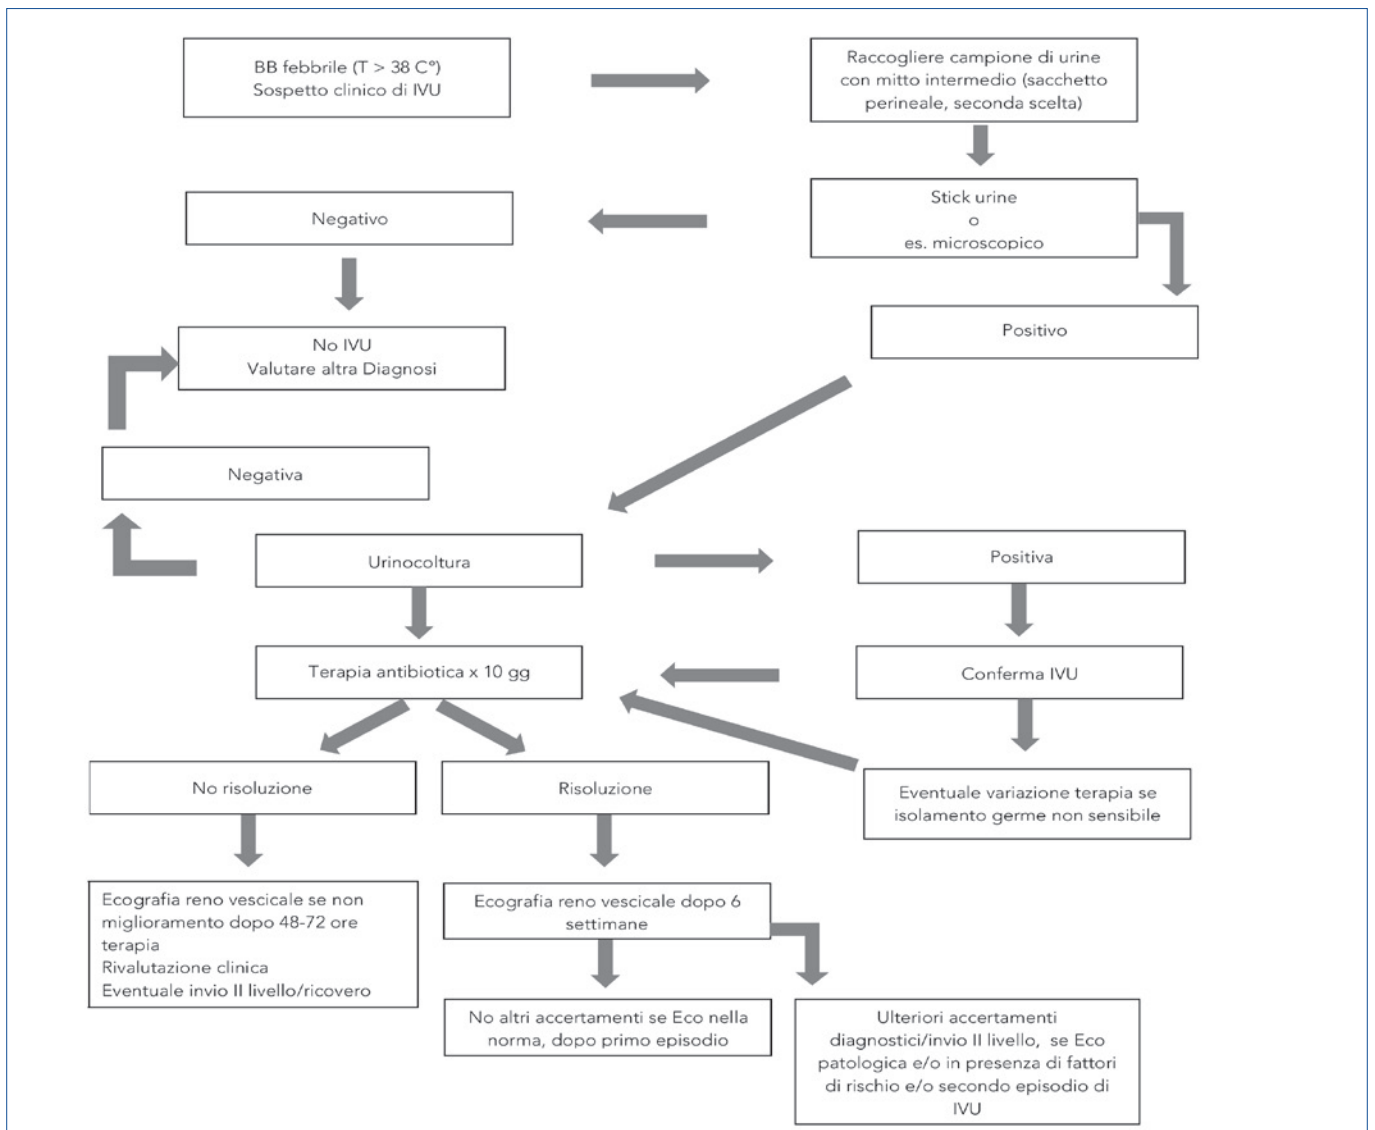 BB febbrile (T > 38 C°)
Sospetto clinico di IVU
Raccogliere campione di urine
con mitto intermedio (sacchetto
perineale, seconda scelta)
Stick urine
o
es. microscopico
Negativo
Positivo
No IVU
Valutare altra Diagnosi
Negativa
Urinocoltura
Positiva
Terapia antibiotica x 10 gg
Conferma IVU
No risoluzione
Risoluzione
Eventuale variazione terapia se
isolamento germe non sensibile
Ecografia reno vescicale se non
miglioramento dopo 48-72 ore
terapia
Rivalutazione clinica
Eventuale invio II livello/ricovero
Ecografia reno vescicale dopo 6
settimane
No altri accertamenti se Eco nella
norma, dopo primo episodio
Ulteriori accertamenti
diagnostici/invio II livello, se Eco
patologica e/o in presenza di fattori
di rischio e/o secondo episodio di
IVU